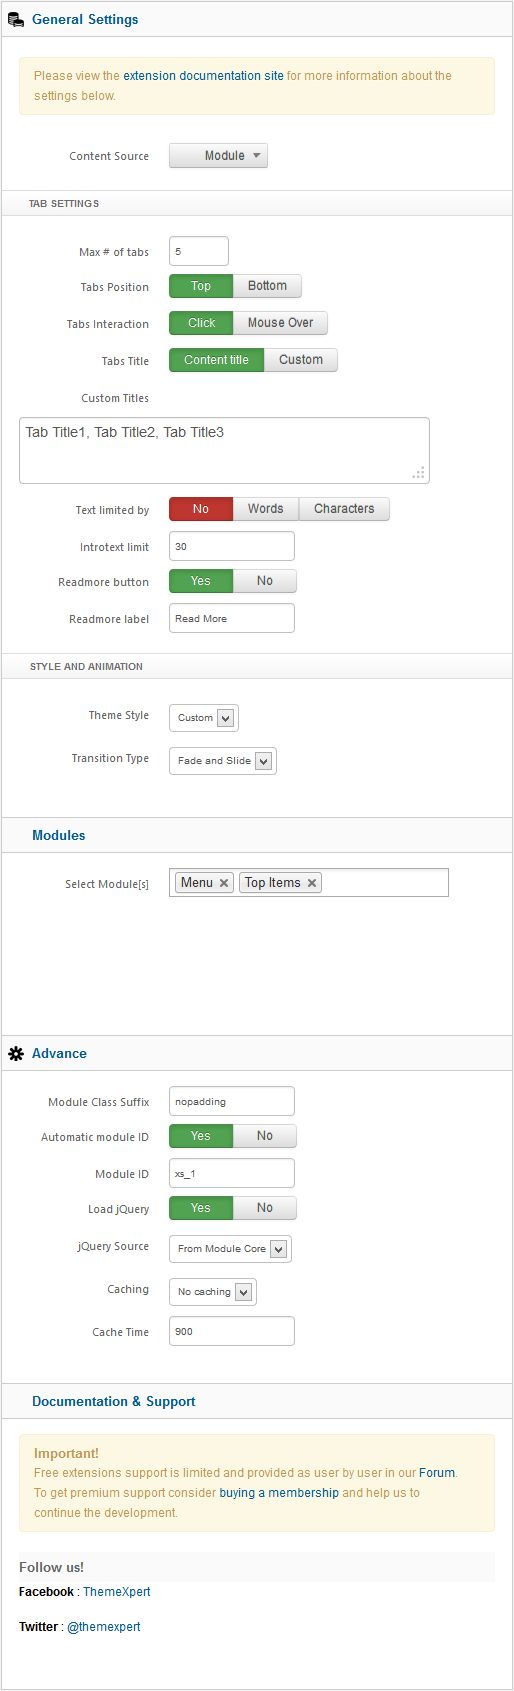 General Settings
Please view the extension documentation site for more information about the
settings below.
Content Source Module
TAB SETTINGS
Max # of tabs 5
Tabs Position Top Bottom
Tabs Interaction Click Mouse Over
Tabs Title Content title Custom
Custom Titles
Tab Title1, Tab Title2, Tab Title3
Text limited by No Words Characters
Introtext limit 30
Readmore button Yes No
Readmore label Read More
STYLE AND ANIMATION
Theme Style Custom
Transition Type Fade and Slide
Modules
Select Module[s] Menu Top Items
Advance
Module Class Suffix nopadding
Automatic module ID Yes No
Module ID xs_1
Load jQuery Yes No
jQuery Source From Module Core
Caching No caching
Cache Time 900
Documentation & Support
Important!
Free extensions support is limited and provided as user by user in our Forum.
To get premium support consider buying a membership and help us to
continue the development.
Follow us!
Facebook : ThemeXpert
Twitter : @themexpert